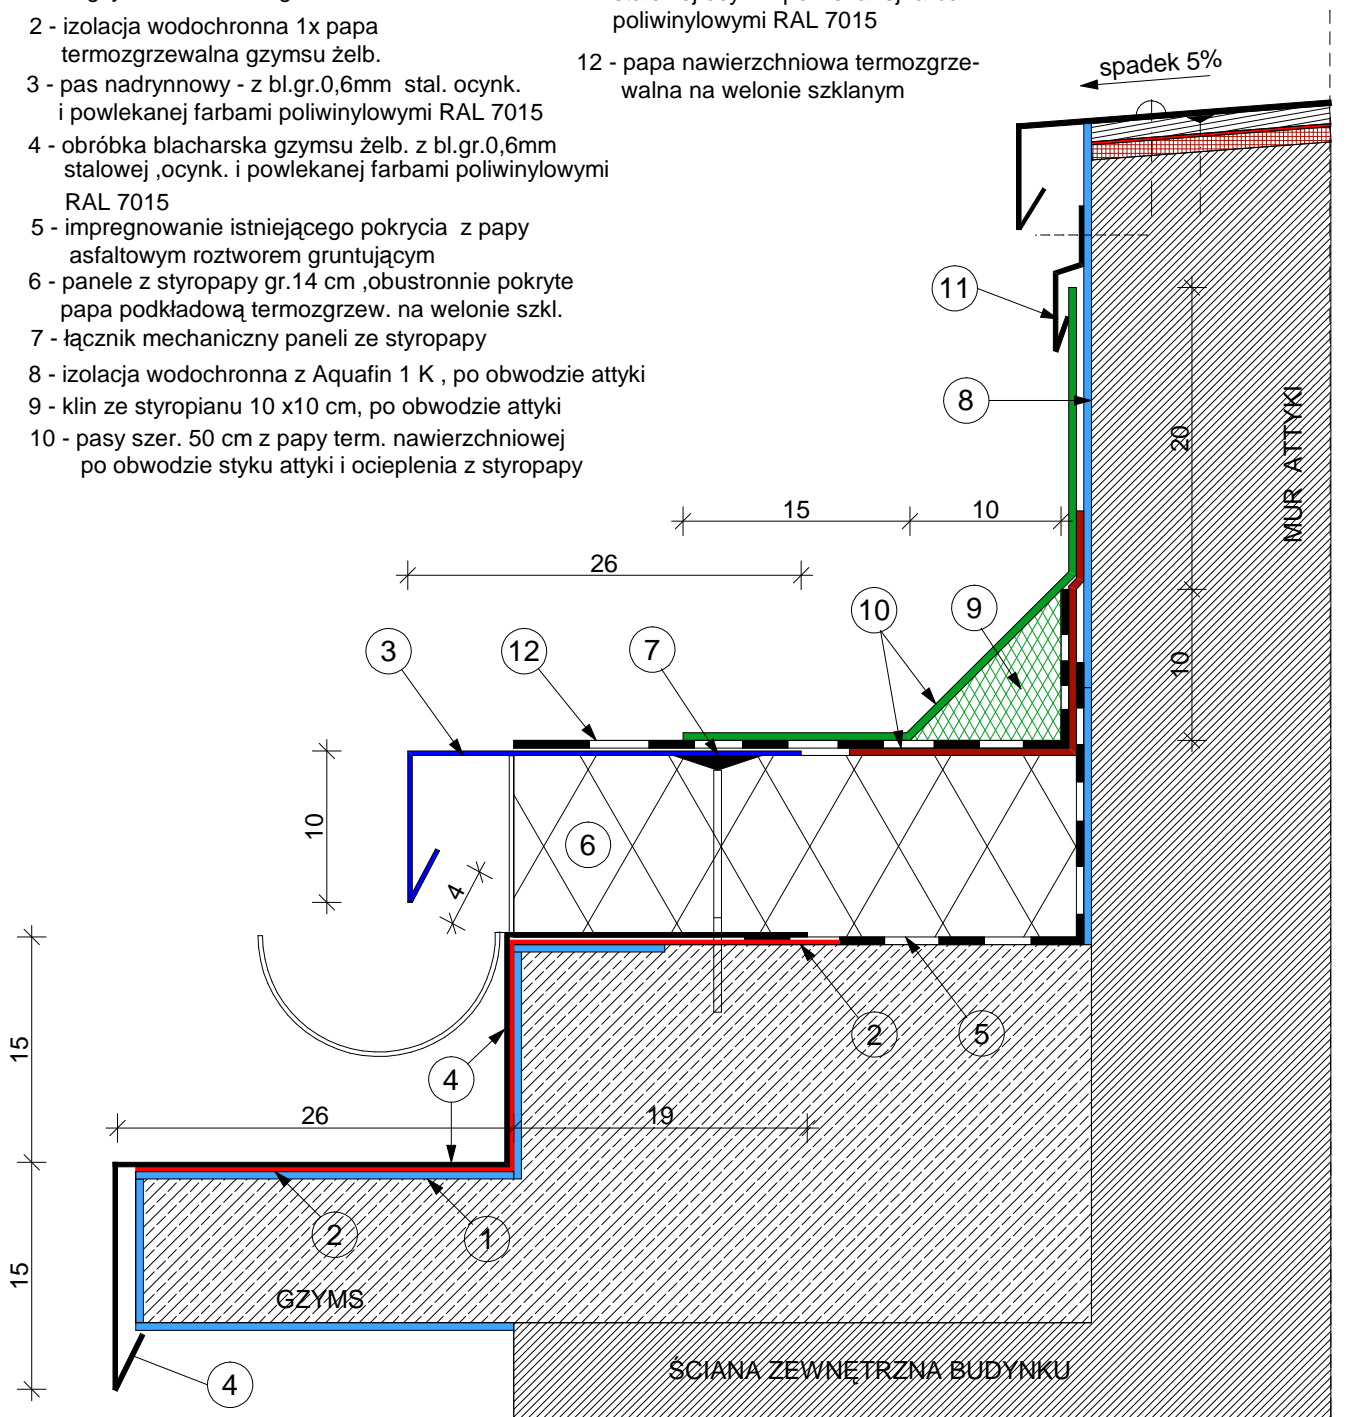 2 - izolacja wodochronna 1x papa
termozgrzewalna gzymsu żelb.
3 - pas nadrynnowy - z bl.gr.0,6mm stal. ocynk.
i powlekanej farbami poliwinylowymi RAL 7015
4 - obróbka blacharska gzymsu żelb. z bl.gr.0,6mm
stalowej ,ocynk. i powlekanej farbami poliwinylowymi
RAL 7015
5 - impregnowanie istniejącego pokrycia z papy
asfaltowym roztworem gruntującym
6 - panele z styropapy gr.14 cm ,obustronnie pokryte
papa podkładową termozgrzew. na welonie szkl.
7 - łącznik mechaniczny paneli ze styropapy
8 - izolacja wodochronna z Aquafin 1 K , po obwodzie attyki
9 - klin ze styropianu 10 x10 cm, po obwodzie attyki
10 - pasy szer. 50 cm z papy term. nawierzchniowej
po obwodzie styku attyki i ocieplenia z styropapy
poliwinylowymi RAL 7015
12 - papa nawierzchniowa termozgrze-
walna na welonie szklanym
spadek 5%
11
8
20
MUR ATTYKI
15
10
26
10
9
3
12
7
10
10
6
4
15
2
5
4
26
19
2
1
15
GZYMS
4
ŚCIANA ZEWNĘTRZNA BUDYNKU